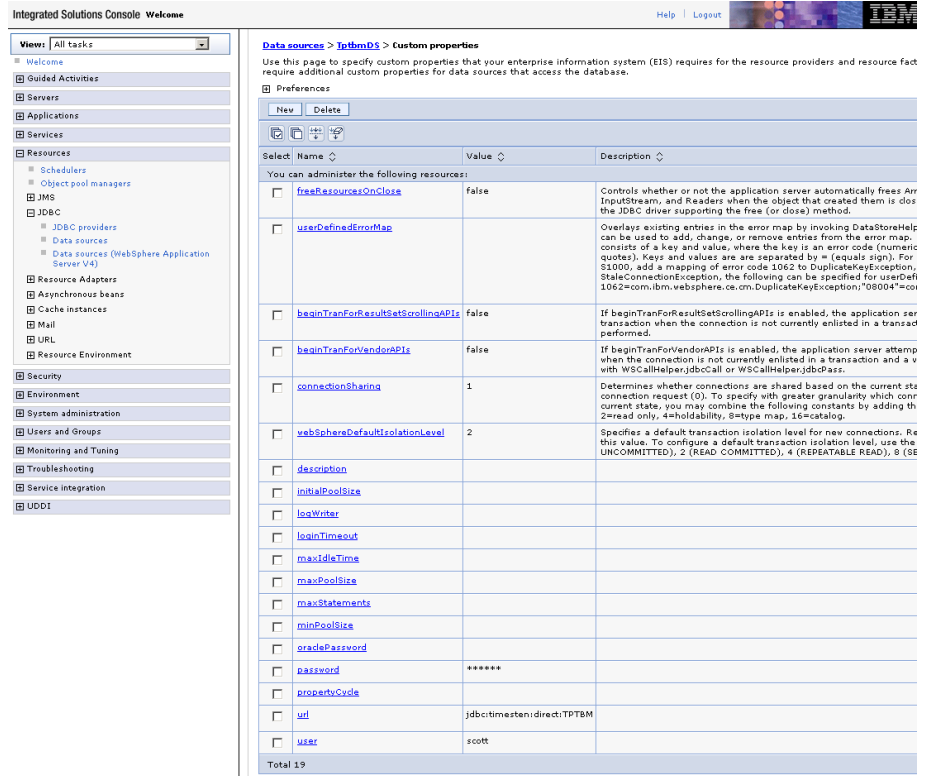 Integrated Solutions Console Welcome
Help | Logout
IBM
View: All tasks
Welcome
Guided Activities
Servers
Applications
Services
Resources
Schedulers
Object pool managers
JMS
JDBC
JDBC providers
Data sources
Data sources (WebSphere Application
Server V4)
Resource Adapters
Asynchronous beans
Cache instances
Mail
URL
Resource Environment
Security
Environment
System administration
Users and Groups
Monitoring and Tuning
Troubleshooting
Service integration
UDDI
Data sources > TptbmDS > Custom properties
Use this page to specify custom properties that your enterprise information system (EIS) requires for the resource providers and resource fact
require additional custom properties for data sources that access the database.
Preferences
New Delete
Select Name Value Description
You can administer the following resources:
freeResourcesOnClose false Controls whether or not the application server automatically frees Arr
InputStream, and Readers when the object that created them is clos
the JDBC driver supporting the free (or close) method.
userDefinedErrorMap Overlays existing entries in the error map by invoking DataStoreHelp
can be used to add, change, or remove entries from the error map.
consists of a key and value, where the key is an error code (numeric
quotes). Keys and values are are separated by = (equals sign). For
S1000, add a mapping of error code 1062 to DuplicateKeyException,
StaleConnectionException, the following can be specified for userDefi
1062=com.ibm.websphere.ce.cm.DuplicateKeyException;"08004"=cor
beginTranForResultSetScrollingAPIs false If beginTranForResultSetScrollingAPIs is enabled, the application ser
transaction when the connection is not currently enlisted in a transact
performed.
beginTranForVendorAPIs false If beginTranForVendorAPIs is enabled, the application server attemp
when the connection is not currently enlisted in a transaction and a v
with WSCallHelper.jdbcCall or WSCallHelper.jdbcPass.
connectionSharing 1 Determines whether connections are shared based on the current sta
connection request (0). To specify with greater granularity which conn
current state, you may combine the following constants by adding th
2=read only, 4=holdability, 8=type map, 16=catalog.
webSphereDefaultIsolationLevel 2 Specifies a default transaction isolation level for new connections. Re
this value. To configure a default transaction isolation level, use the
UNCOMMITTED), 2 (READ COMMITTED), 4 (REPEATABLE READ), 8 (SE
description
initialPoolSize
logWriter
loginTimeout
maxIdleTime
maxPoolSize
maxStatements
minPoolSize
oraclePassword
password ******
propertyCycle
url jdbc:timesten:direct:TPTBM
user scott
Total 19